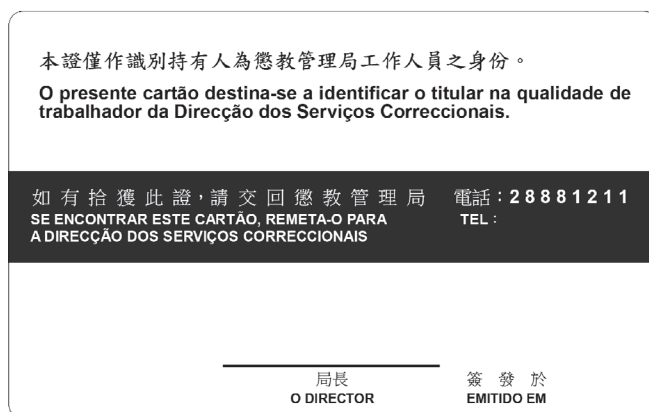 本證僅作識別持有人為懲教管理局工作人員之身份。
O presente cartão destina-se a identificar o titular na qualidade de
trabalhador da Direcção dos Serviços Correccionais.
如有拾獲此證，請交回懲教管理局 電話：28881211
SE ENCONTRAR ESTE CARTÃO, REMETA-O PARA TEL：
A DIRECÇÃO DOS SERVIÇOS CORRECCIONAIS
局長 簽發於
O DIRECTOR EMITIDO EM